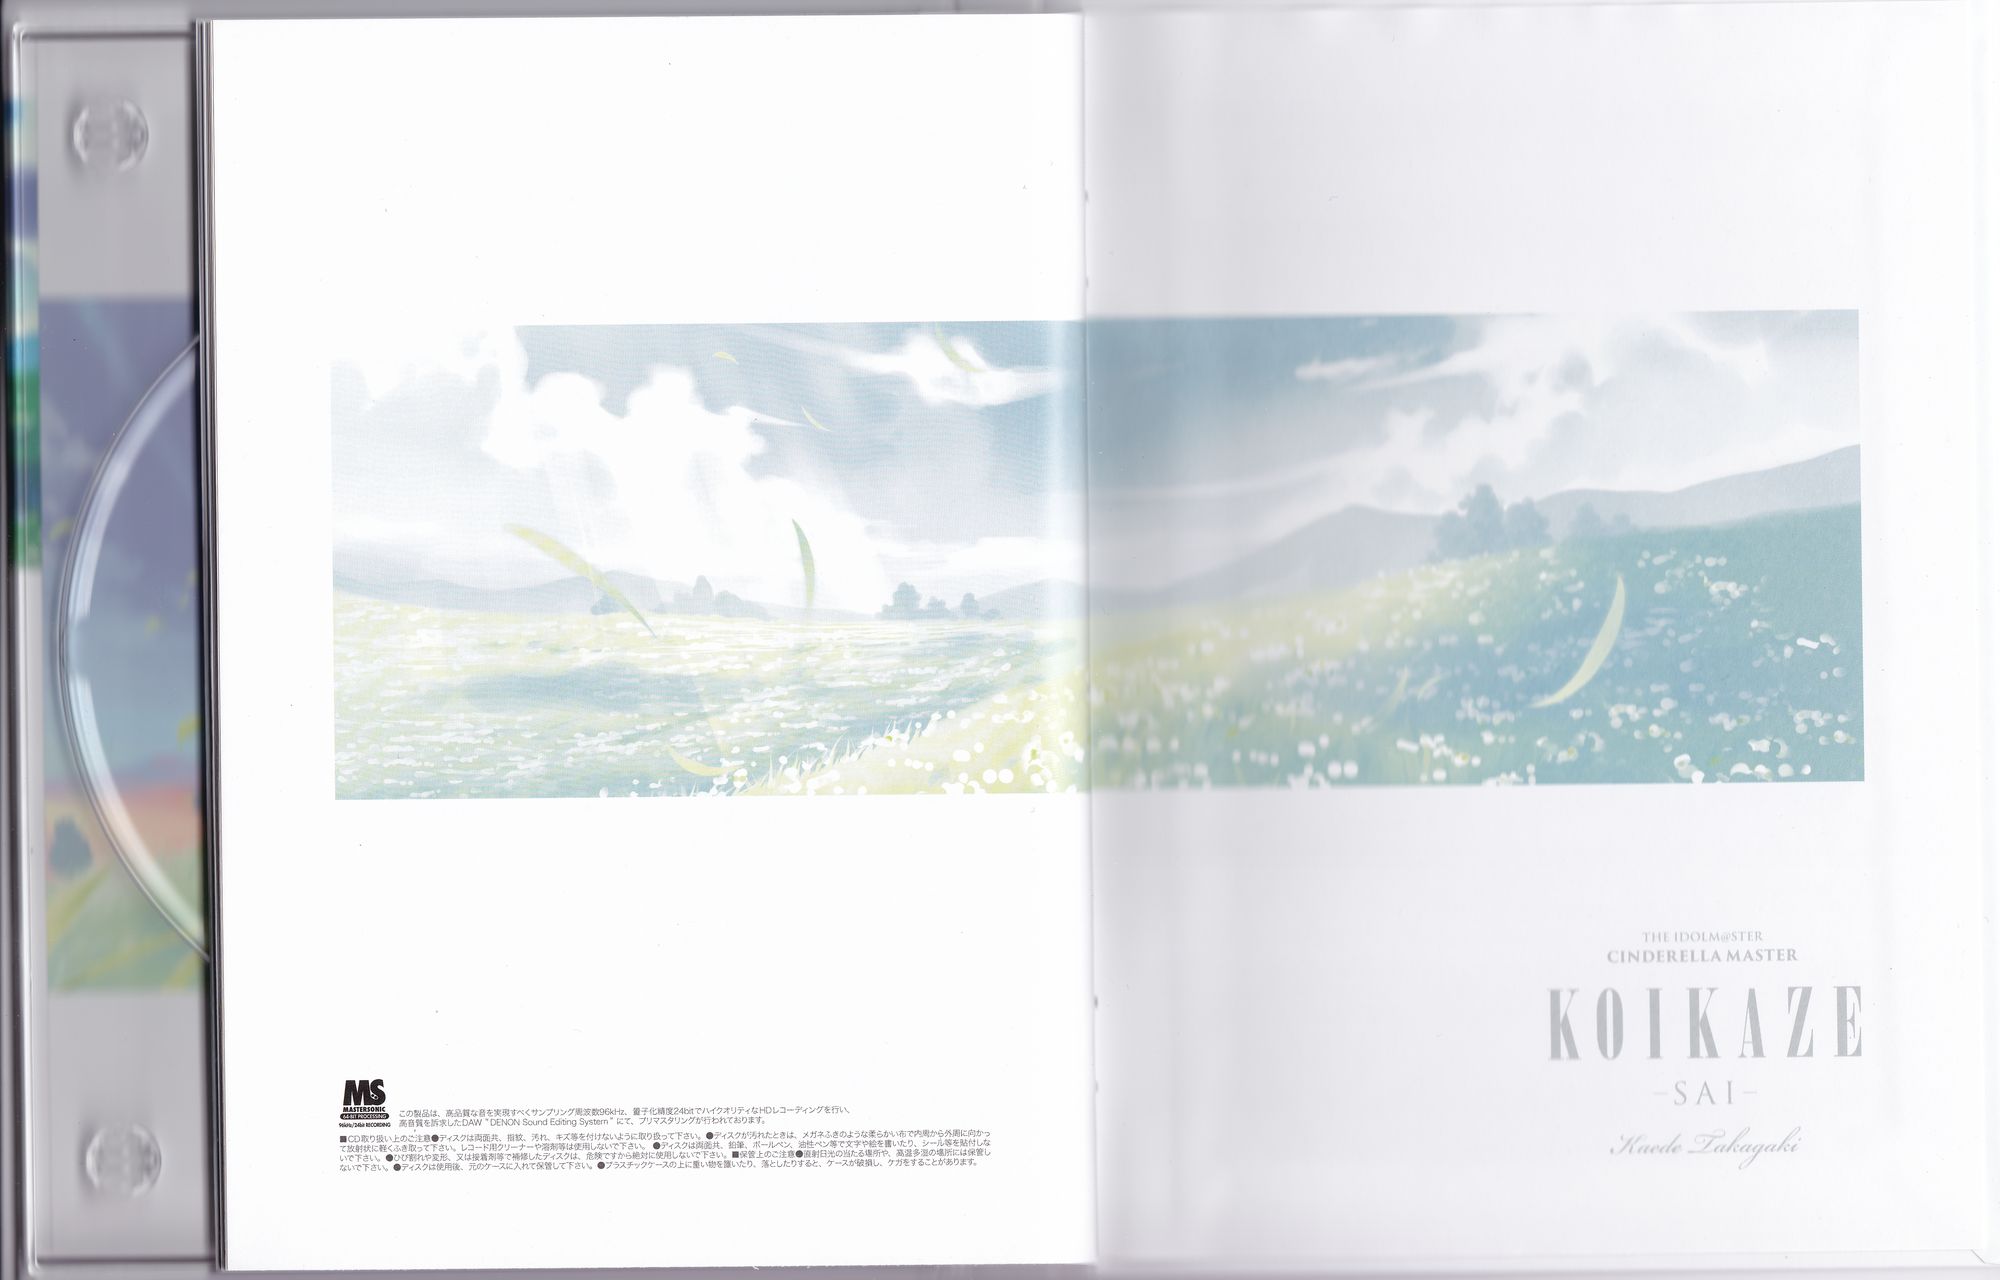 MS
MASTERSONIC
64-BIT PROCESSING
96kHz/24bit RECORDING
この製品は、高品質な音を実現すべくサンプリング周波数96kHz、量子化精度24bitでハイクオリティなHDレコーディングを行い、
高音質を訴求したDAW "DENON Sound Editing System" にて、プリマスタリングが行われております。
■CD取り扱い上のご注意●ディスクは両面共、指紋、汚れ、キズ等を付けないように取り扱って下さい。●ディスクが汚れたときは、メガネふきのような柔らかい布で内周から外周に向かっ
て放射状に軽くふき取って下さい。レコード用クリーナーや溶剤等は使用しないで下さい。●ディスクは両面共、鉛筆、ボールペン、油性ペン等で文字や絵を書いたり、シール等を貼付しな
いで下さい。●ひび割れや変形、又は接着剤等で補修したディスクは、危険ですから絶対に使用しないで下さい。■保管上のご注意●直射日光の当たる場所や、高温多湿の場所には保管し
ないで下さい。●ディスクは使用後、元のケースに入れて保管して下さい。●プラスチックケースの上に重い物を置いたり、落としたりすると、ケースが破損し、ケガをすることがあります。
THE IDOLM@STER
CINDERELLA MASTER
KOIKAZE
-SAI-
Kaede Takagaki